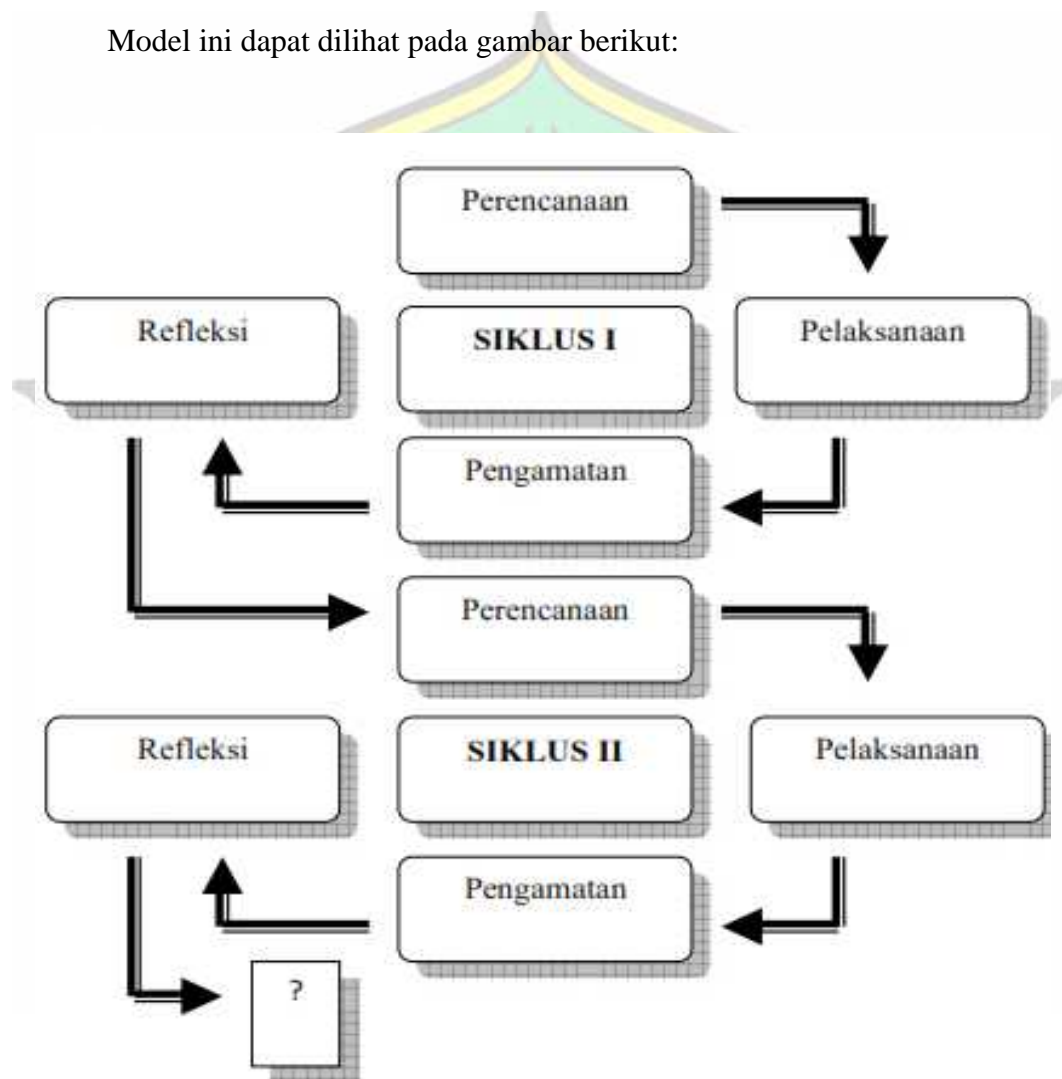 Model ini dapat dilihat pada gambar berikut:
Perencanaan
Refleksi
SIKLUS I
Pelaksanaan
Pengamatan
Perencanaan
Refleksi
SIKLUS II
Pelaksanaan
Pengamatan
?